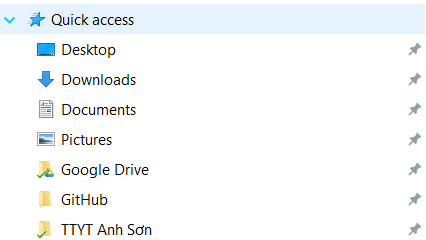 Quick access
Desktop
Downloads
Documents
Pictures
Google Drive
GitHub
TTYT Anh Sơn